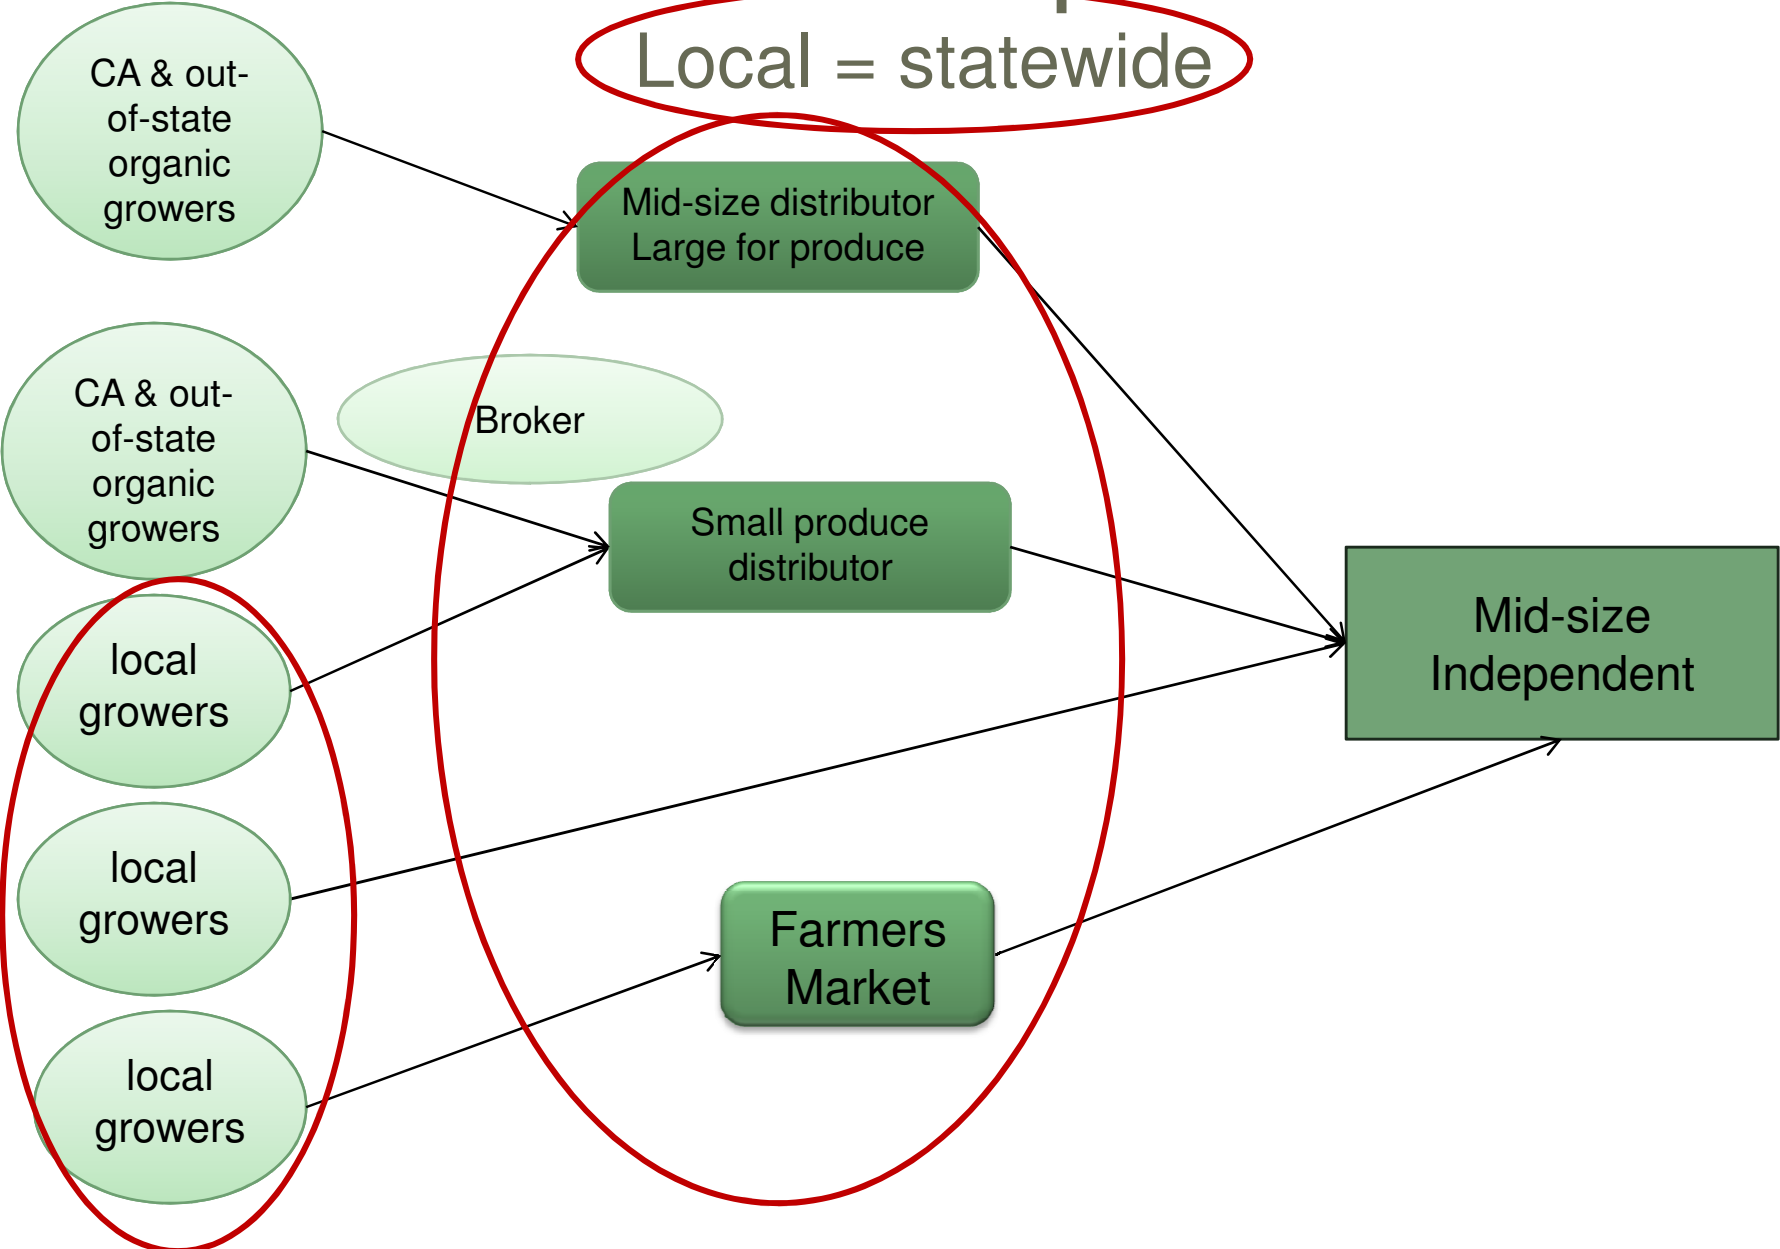 Local = statewide
CA & out-
of-state
organic
growers
Mid-size distributor
Large for produce
CA & out-
of-state
organic
growers
Broker
Small produce
distributor
Mid-size
Independent
local
growers
local
growers
Farmers
Market
local
growers